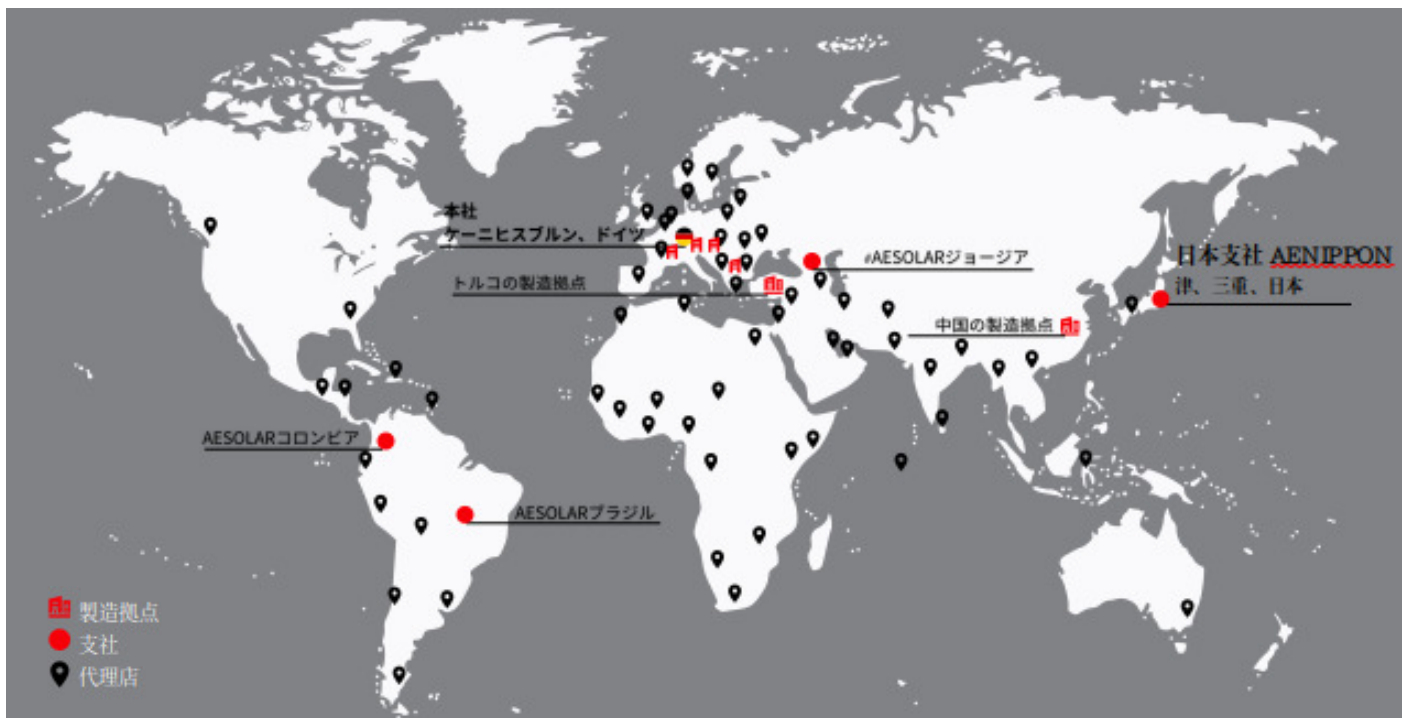 本社
ケーニヒスブルン、ドイツ
トルコの製造拠点
#AESOLARジョージア
日本支社 AENIPPON
津、三重、日本
中国の製造拠点
AESOLARコロンビア
AESOLARブラジル
製造拠点
支社
代理店